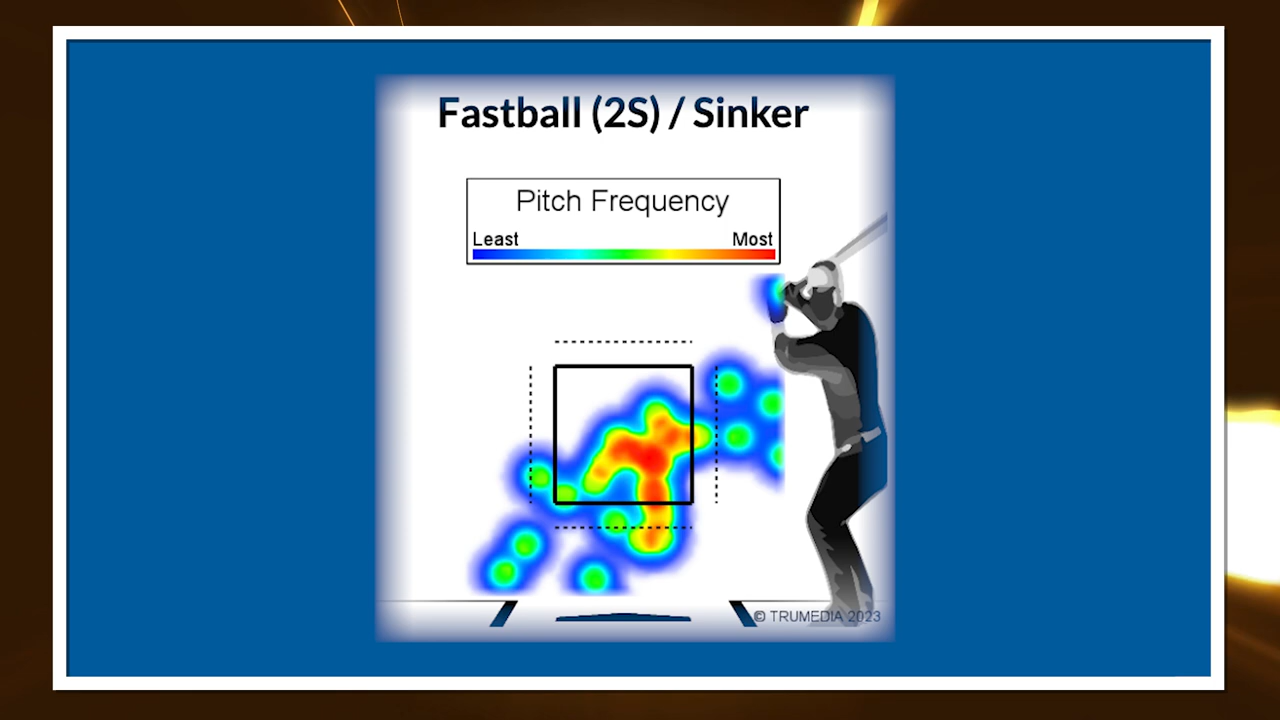 Fastball (2S) / Sinker
Pitch Frequency
Least Most
© TRUMEDIA 2023